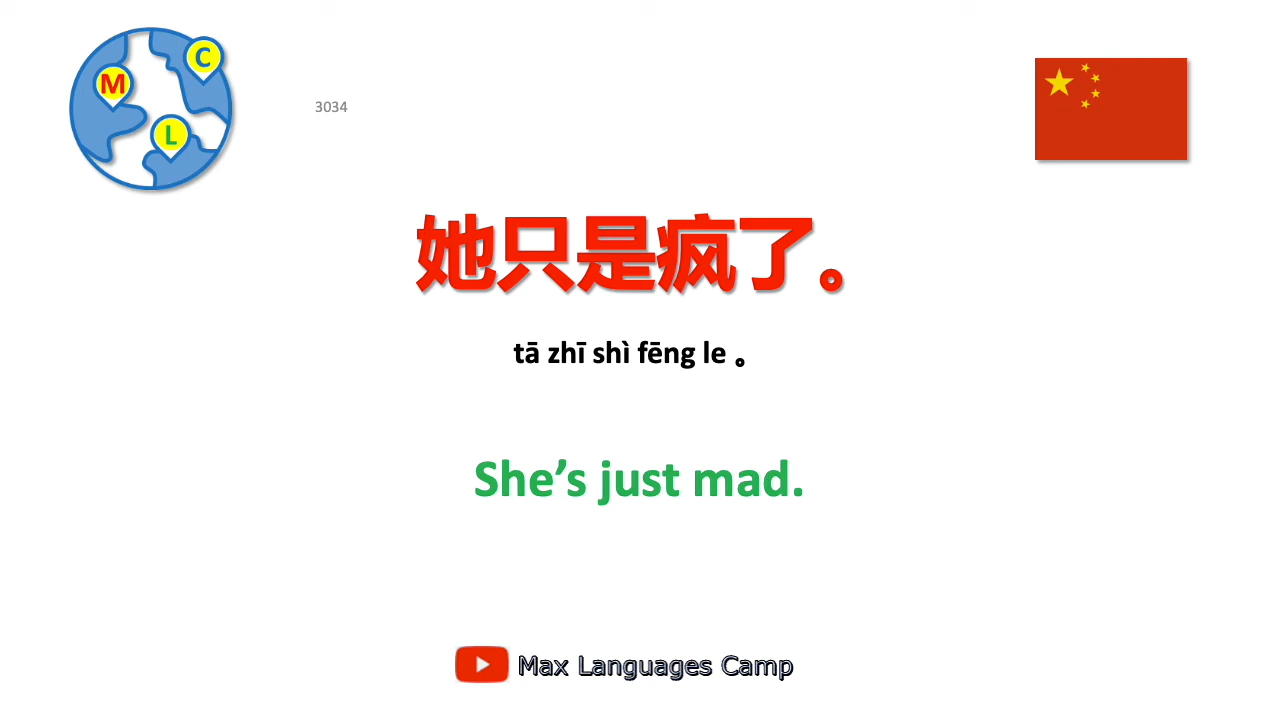 M
C
L
3034
她只是疯了。
tā zhī shì fēng le 。
She’s just mad.
Max Languages Camp